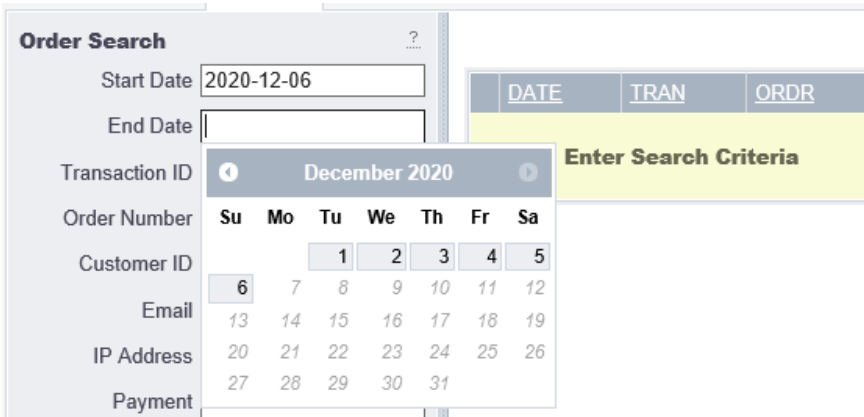 Order Search ?
Start Date 2020-12-06
End Date
Transaction ID
Order Number
Customer ID
Email
IP Address
Payment
December 2020
Su Mo Tu We Th Fr Sa
1 2 3 4 5
6 7 8 9 10 11 12
13 14 15 16 17 18 19
20 21 22 23 24 25 26
27 28 29 30 31
DATE TRAN ORDR
Enter Search Criteria